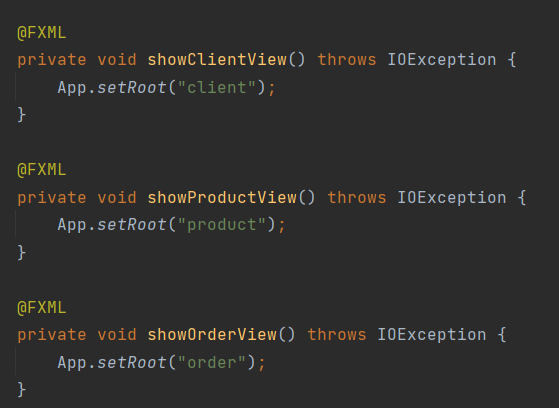 @FXML
private void showClientView() throws IOException {
    App.setRoot("client");
}
@FXML
private void showProductView() throws IOException {
    App.setRoot("product");
}
@FXML
private void showOrderView() throws IOException {
    App.setRoot("order");
}